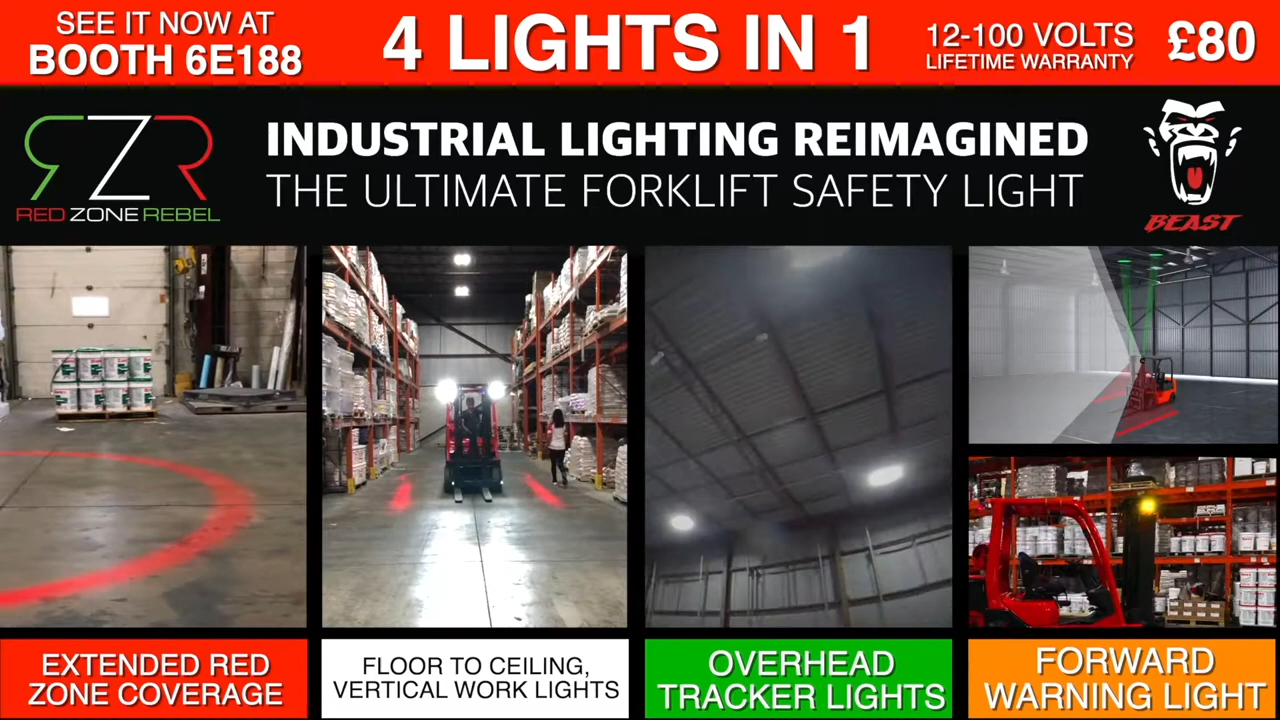 SEE IT NOW AT
BOOTH 6E188
4 LIGHTS IN 1
12-100 VOLTS
LIFETIME WARRANTY
£80
RZR
RED ZONE REBEL
INDUSTRIAL LIGHTING REIMAGINED
THE ULTIMATE FORKLIFT SAFETY LIGHT
BEAST
EXTENDED RED
ZONE COVERAGE
FLOOR TO CEILING,
VERTICAL WORK LIGHTS
OVERHEAD
TRACKER LIGHTS
FORWARD
WARNING LIGHT